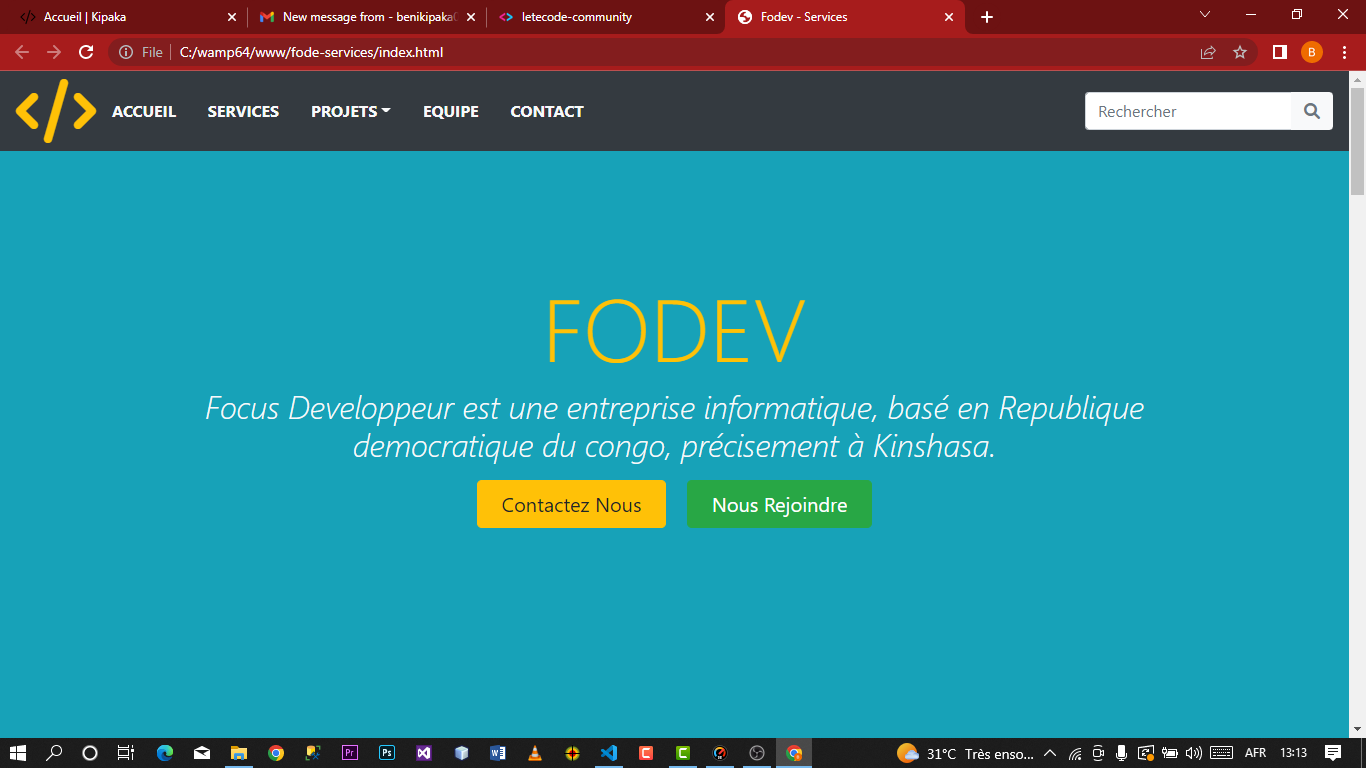 Accueil | Kipaka
New message from - benikipaka
letecode-community
Fodev - Services
File
C:/wamp64/www/fode-services/index.html
B
</>
ACCUEIL
SERVICES
PROJETS
EQUIPE
CONTACT
Rechercher
FODEV
Focus Developpeur est une entreprise informatique, basé en Republique
democratique du congo, précisement à Kinshasa.
Contactez Nous
Nous Rejoindre
Pr
Ps
31°C Très enso...
AFR
13:13